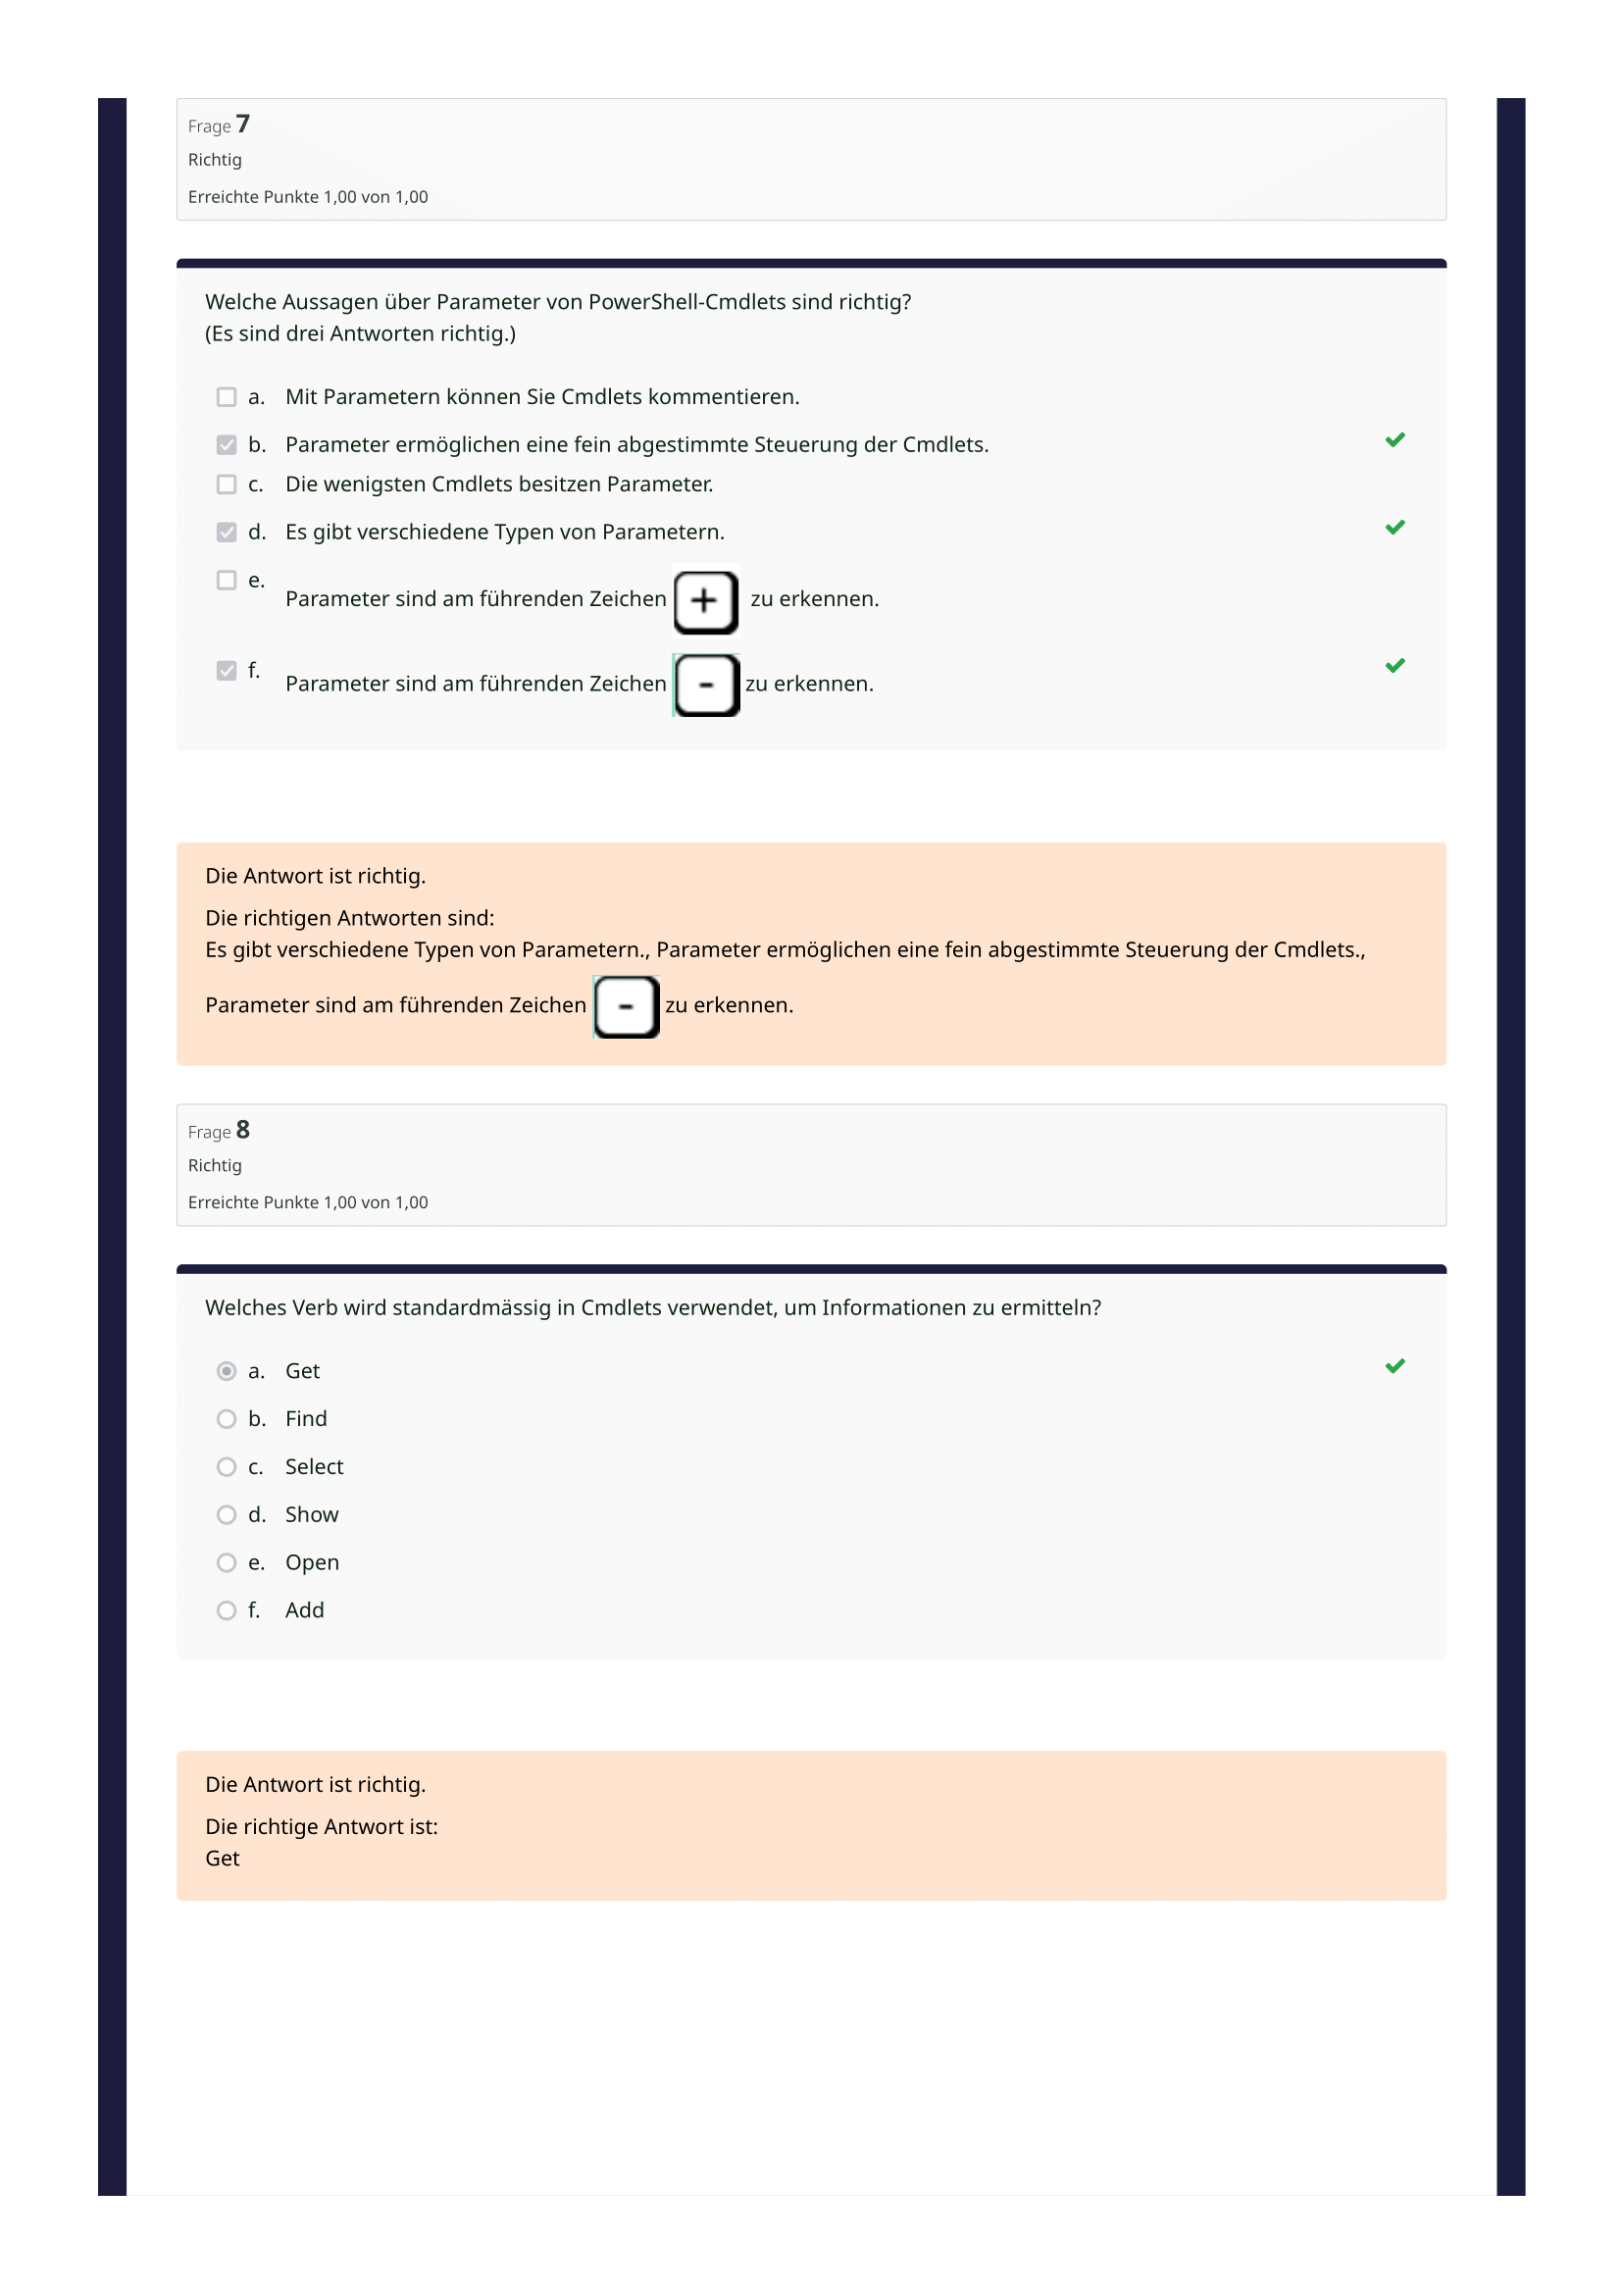 Frage 7
Richtig
Erreichte Punkte 1,00 von 1,00
Welche Aussagen über Parameter von PowerShell-Cmdlets sind richtig?
(Es sind drei Antworten richtig.)
a. Mit Parametern können Sie Cmdlets kommentieren.
b. Parameter ermöglichen eine fein abgestimmte Steuerung der Cmdlets.
c. Die wenigsten Cmdlets besitzen Parameter.
d. Es gibt verschiedene Typen von Parametern.
e. Parameter sind am führenden Zeichen + zu erkennen.
f. Parameter sind am führenden Zeichen - zu erkennen.
Die Antwort ist richtig.
Die richtigen Antworten sind:
Es gibt verschiedene Typen von Parametern., Parameter ermöglichen eine fein abgestimmte Steuerung der Cmdlets.,
Parameter sind am führenden Zeichen - zu erkennen.
Frage 8
Richtig
Erreichte Punkte 1,00 von 1,00
Welches Verb wird standardmässig in Cmdlets verwendet, um Informationen zu ermitteln?
a. Get
b. Find
c. Select
d. Show
e. Open
f. Add
Die Antwort ist richtig.
Die richtige Antwort ist:
Get